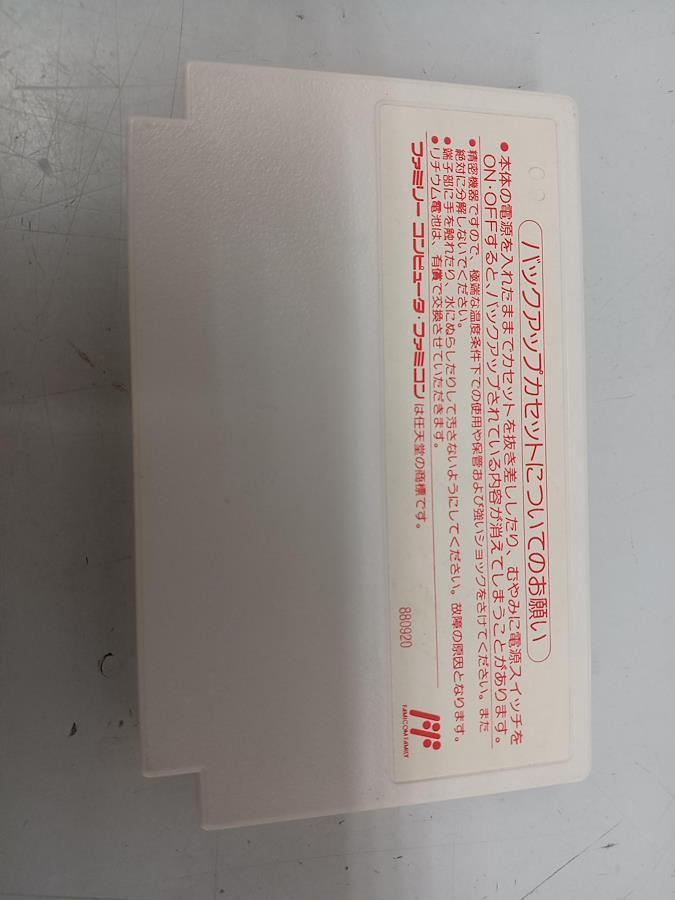 バックアップカセットについてのお願い
●本体の電源を入れたままでカセットを抜き差ししたり、むやみに電源スイッチを
ON・OFFすると、バックアップされている内容が消えてしまうことがあります。
●精密機器ですので、極端な温度条件下での使用や保管および強いショックをさけてください。また
絶対に分解しないでください。
●端子部に手を触れたり、水にぬらしたりして汚さないようにしてください。故障の原因となります。
●リチウム電池は、有償で交換させていただきます。
ファミリー コンピュータ・ファミコン は任天堂の商標です。
880920
FAMICOM FAMILY